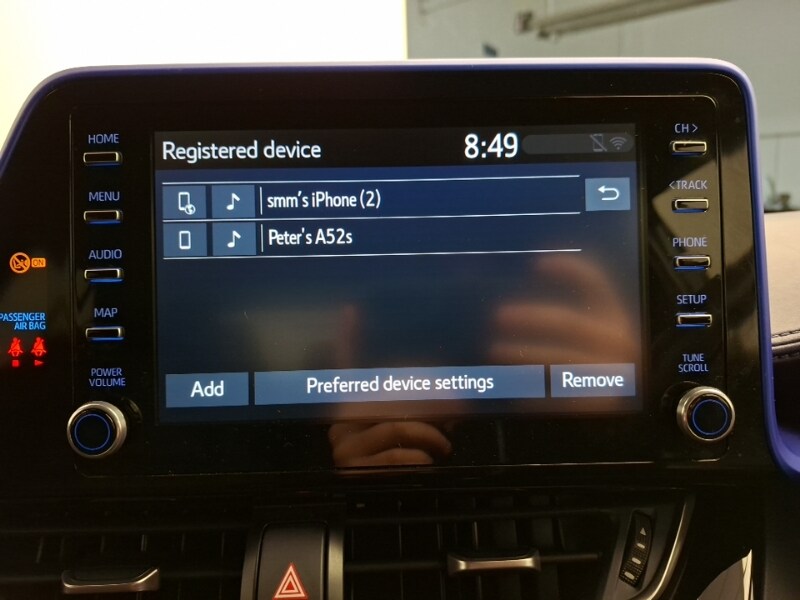 HOME
MENU
AUDIO
MAP
POWER
VOLUME
ON
PASSENGER
AIR BAG
Registered device
8:49
smm's iPhone (2)
Peter's A52s
Add
Preferred device settings
Remove
CH >
< TRACK
PHONE
SETUP
TUNE
SCROLL